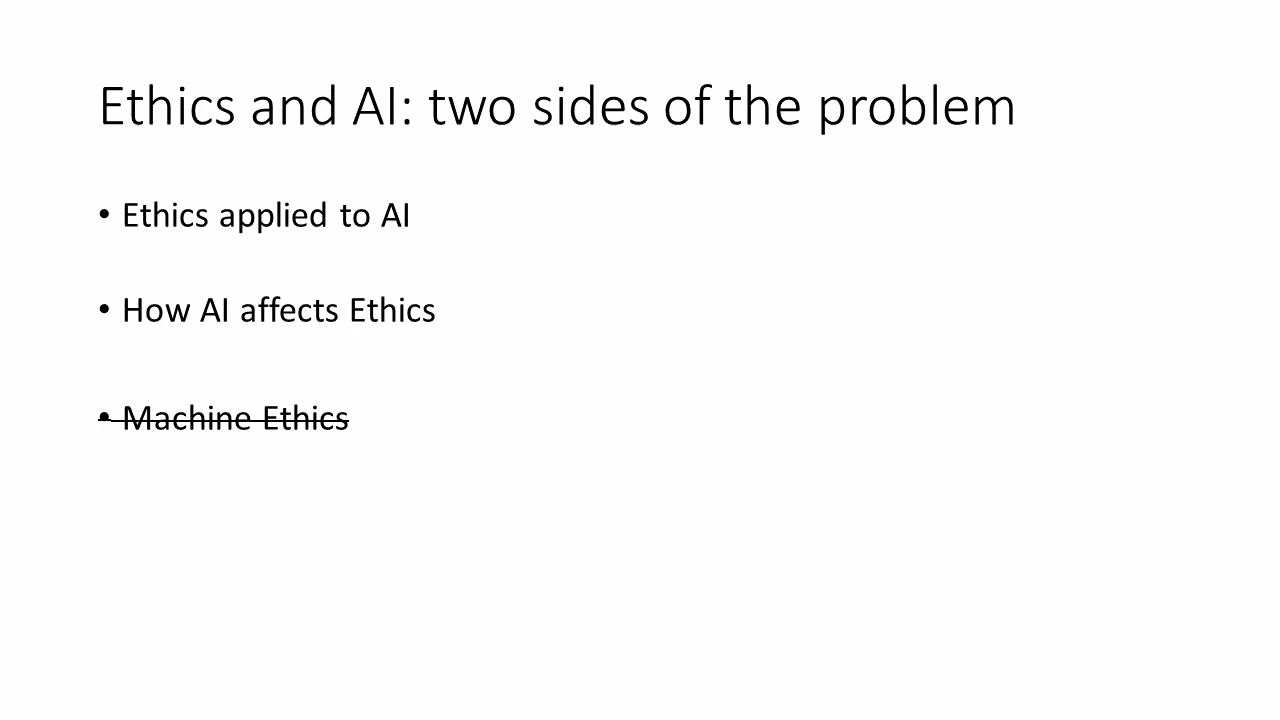 Ethics and AI: two sides of the problem
• Ethics applied to AI
• How AI affects Ethics
• Machine Ethics